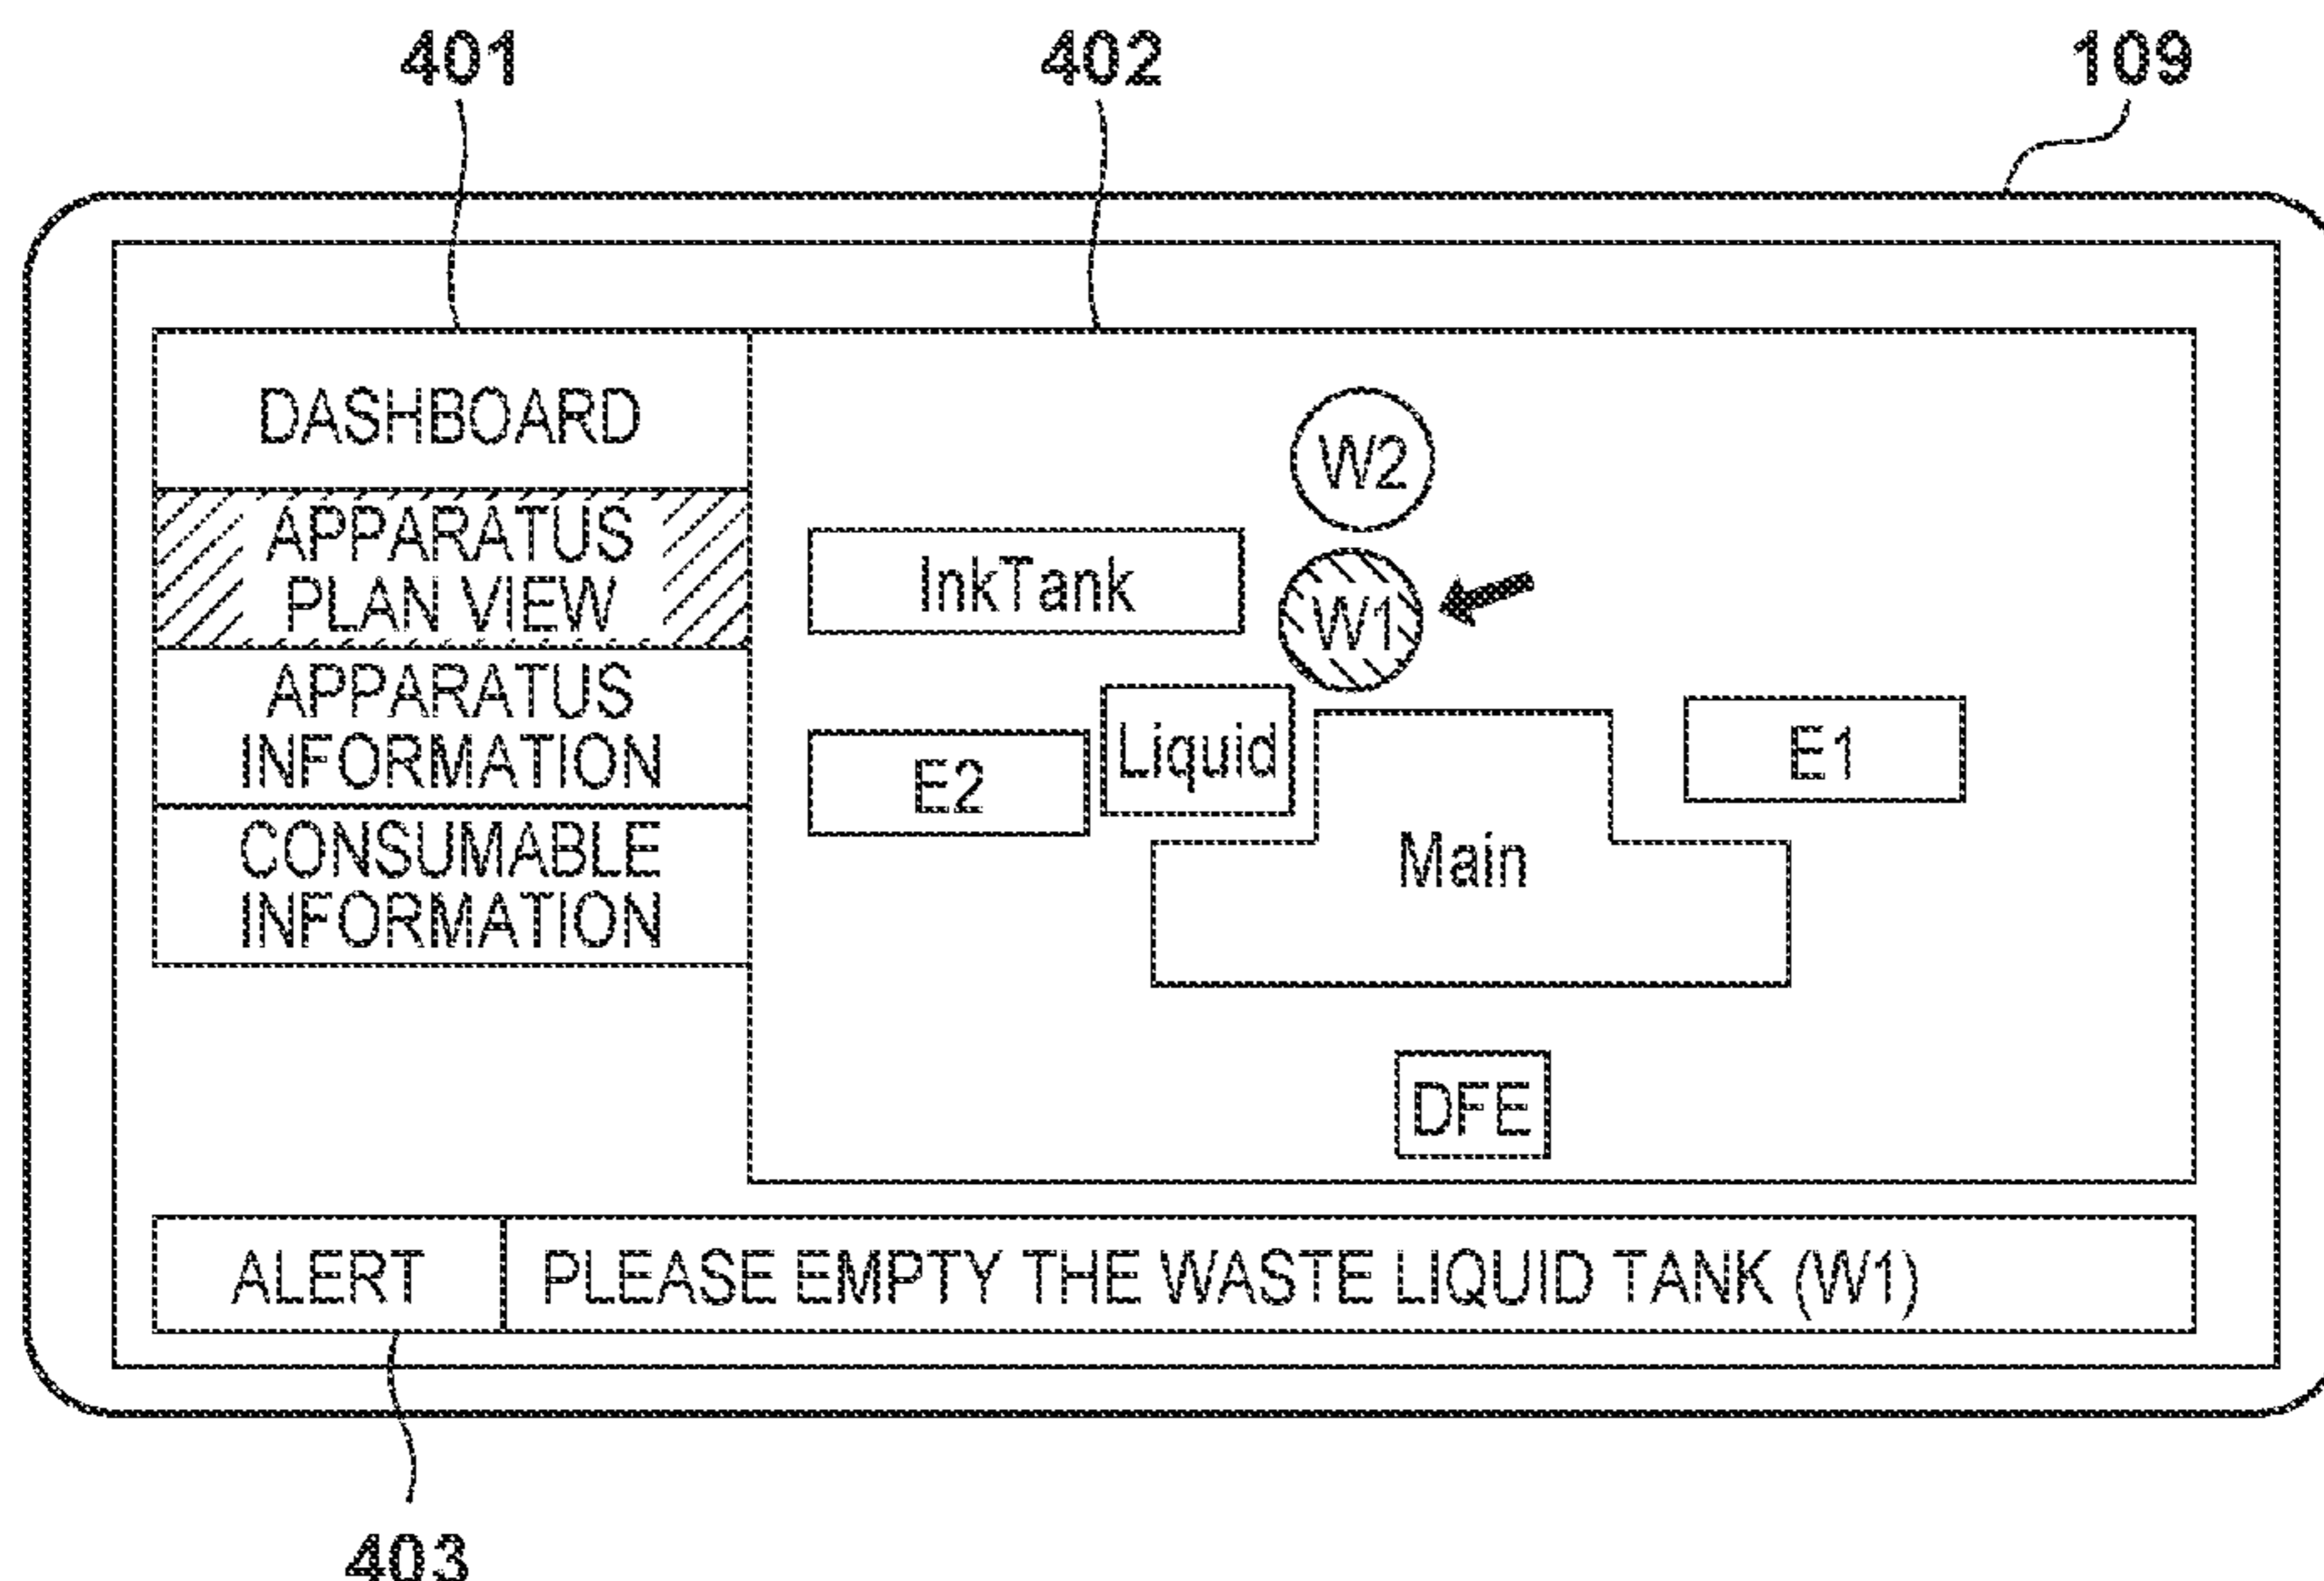 401
402
109
DASHBOARD
APPARATUS
PLAN VIEW
APPARATUS
INFORMATION
CONSUMABLE
INFORMATION
W2
InkTank
W1
Liquid
E2
E1
Main
DFE
ALERT
PLEASE EMPTY THE WASTE LIQUID TANK (W1)
403